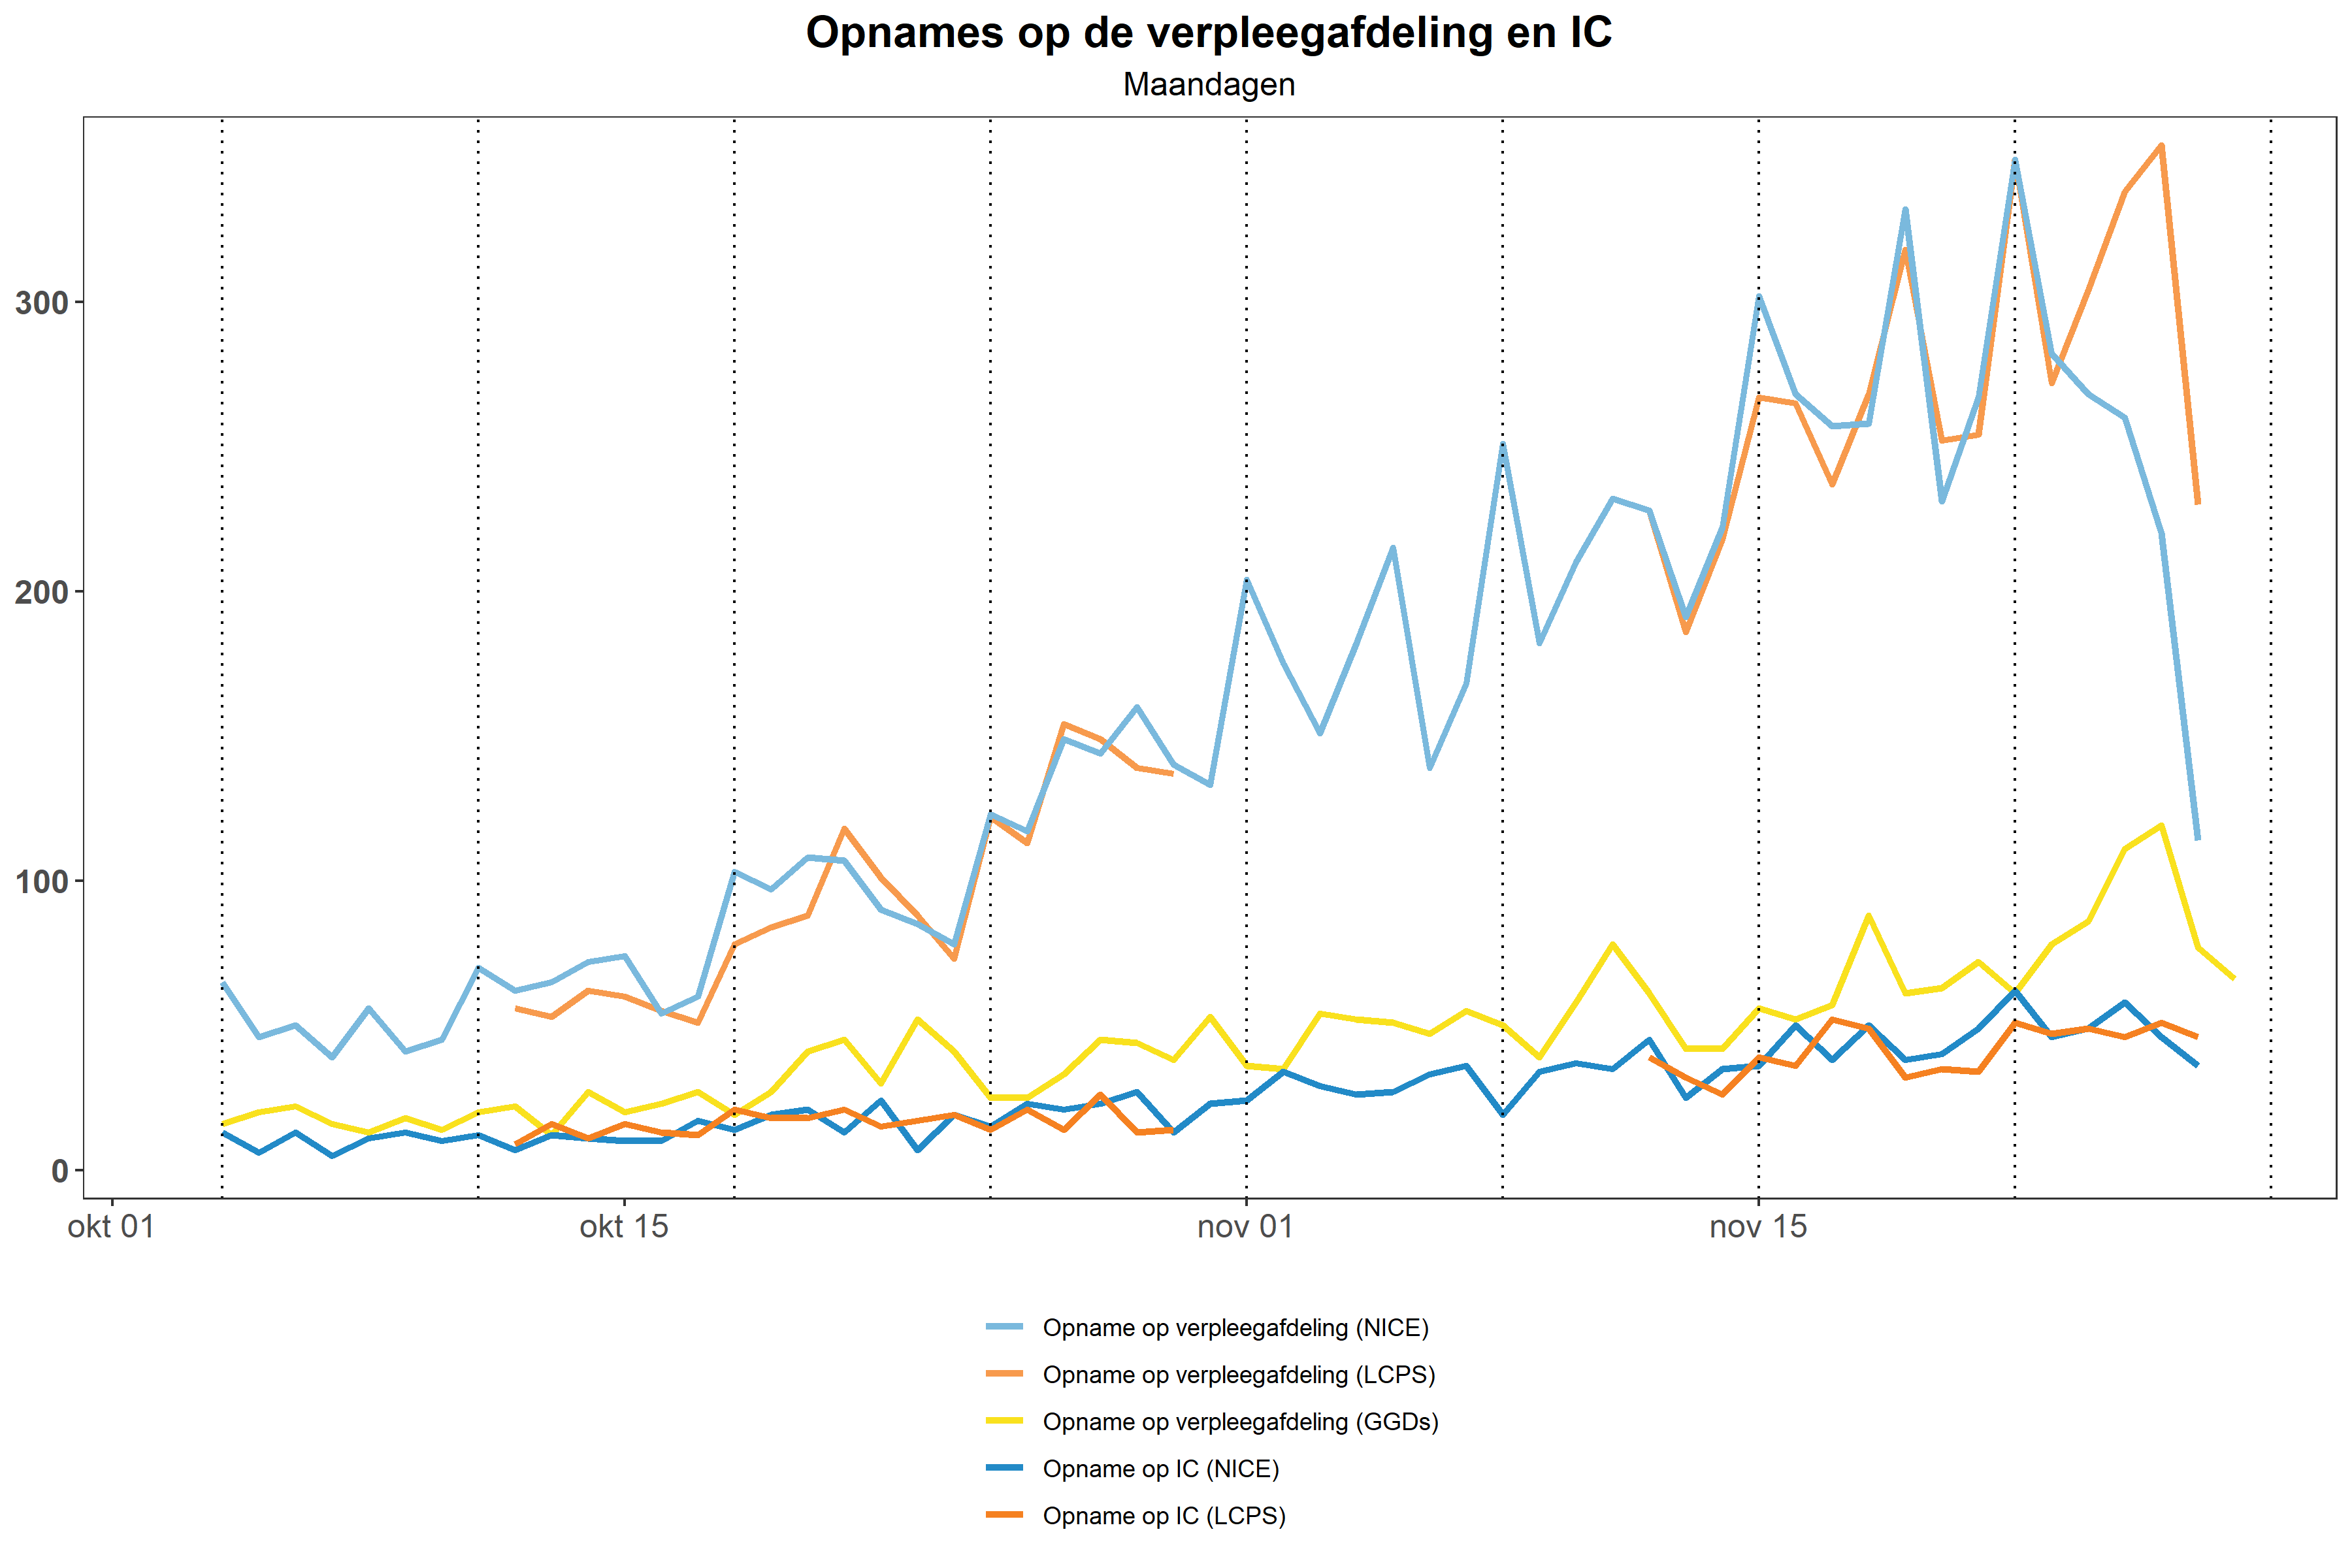 Opnames op de verpleegafdeling en IC
Maandagen
300
200
100
0
okt 01 okt 15 nov 01 nov 15
Opname op verpleegafdeling (NICE)
Opname op verpleegafdeling (LCPS)
Opname op verpleegafdeling (GGDs)
Opname op IC (NICE)
Opname op IC (LCPS)